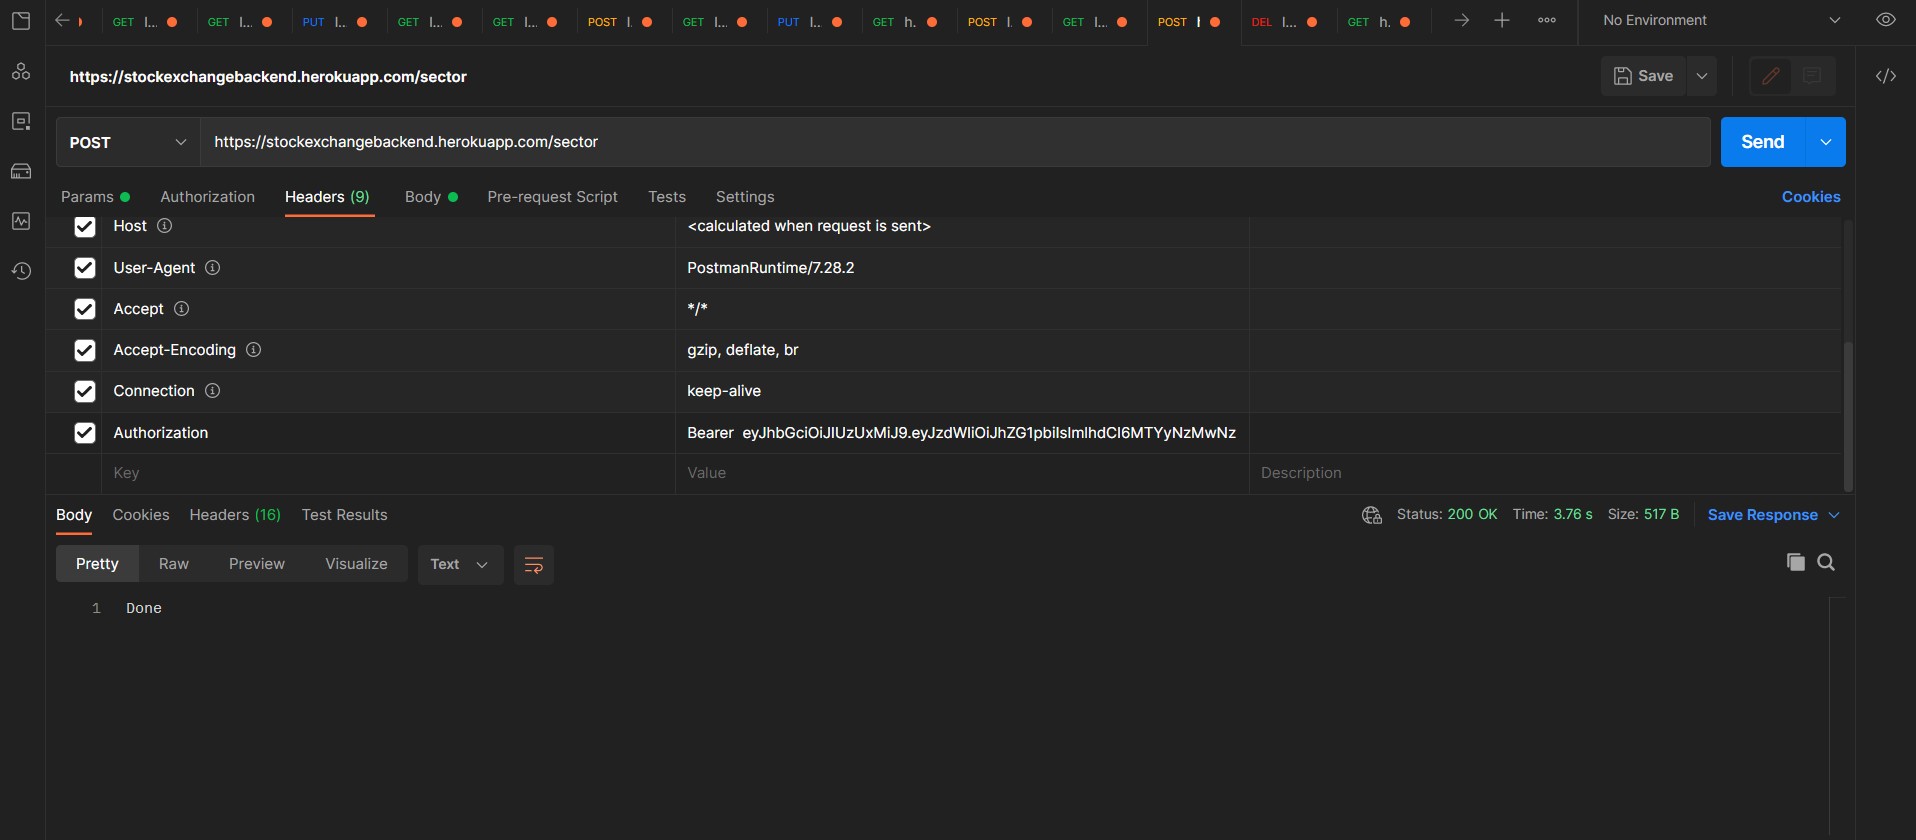 GET l... GET l... PUT l... GET l... GET l... POST l. GET l... PUT l... GET h. POST l. GET l... POST h DEL l... GET h. No Environment
https://stockexchangebackend.herokuapp.com/sector Save
POST https://stockexchangebackend.herokuapp.com/sector Send
Params Authorization Headers (9) Body Pre-request Script Tests Settings Cookies
Host <calculated when request is sent>
User-Agent PostmanRuntime/7.28.2
Accept */*
Accept-Encoding gzip, deflate, br
Connection keep-alive
Authorization Bearer eyJhbGciOiJIUzUxMiJ9.eyJzdWIiOiJhZG1pbiIsImlhdCI6MTYyNzMwNz
Key Value Description
Body Cookies Headers (16) Test Results Status: 200 OK Time: 3.76 s Size: 517 B Save Response
Pretty Raw Preview Visualize Text
1 Done